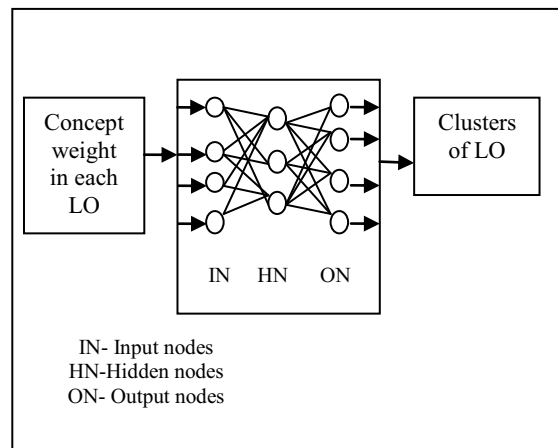 Concept
weight
in each
LO
Clusters
of LO
IN HN ON
IN- Input nodes
HN-Hidden nodes
ON- Output nodes